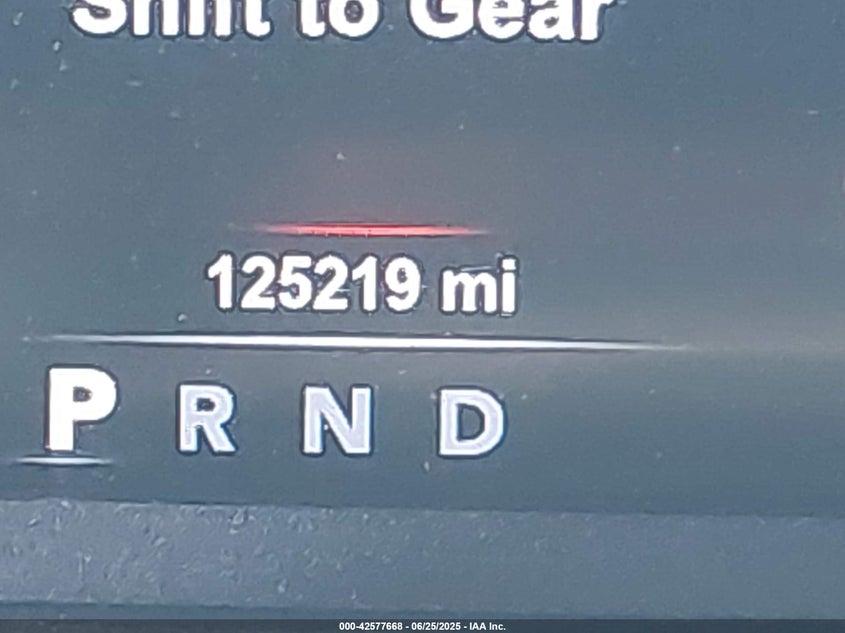 Shift to Gear
125219 mi
P R N D
000-42577668 - 06/25/2025 - IAA Inc.